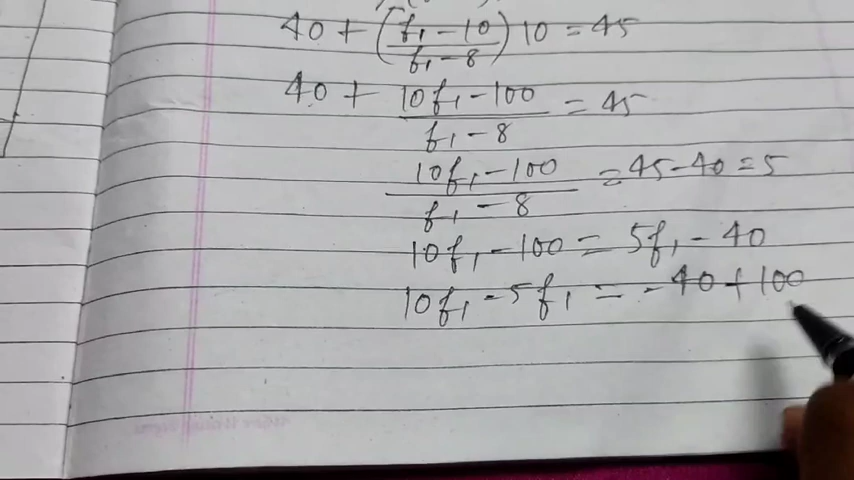 40 + (f₁ - 10 / f₁ - 8) 10 = 45
40 + 10f₁ - 100 / f₁ - 8 = 45
10f₁ - 100 / f₁ - 8 = 45 - 40 = 5
10f₁ - 100 = 5f₁ - 40
10f₁ - 5f₁ = - 40 + 100